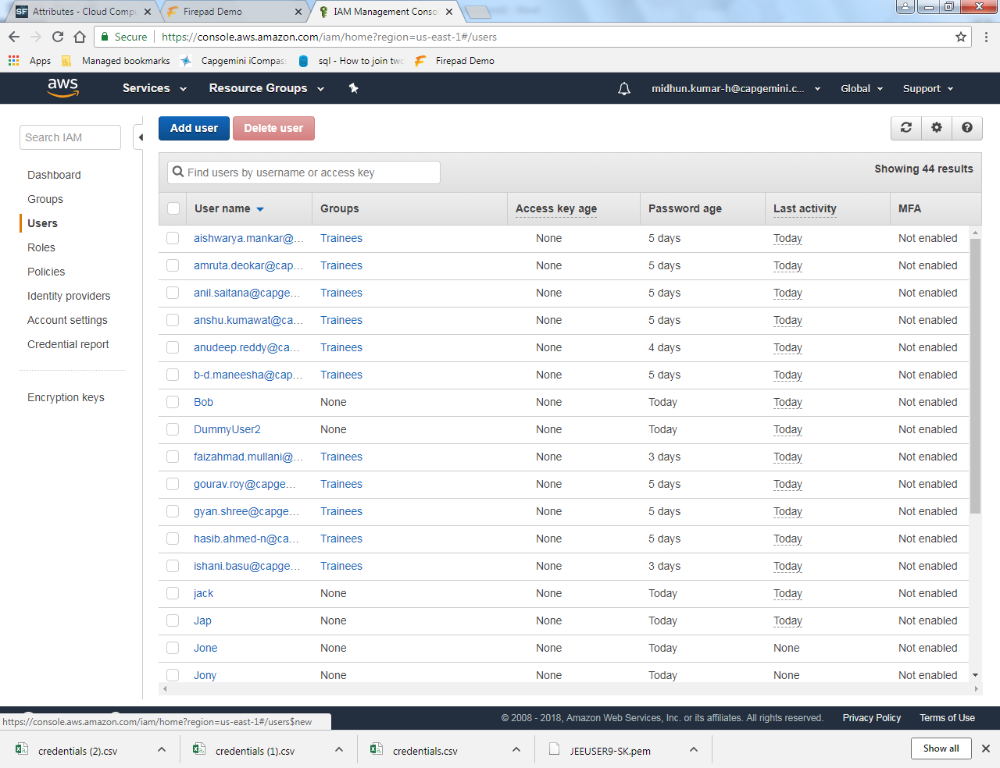 SF Attributes - Cloud Compu
Firepad Demo
IAM Management Conso
Secure https://console.aws.amazon.com/iam/home?region=us-east-1#/users
Apps Managed bookmarks Capgemini iCompas sql - How to join two Firepad Demo
aws Services Resource Groups midhun.kumar-h@capgemini.c... Global Support
Search IAM
Dashboard
Groups
Users
Roles
Policies
Identity providers
Account settings
Credential report
Encryption keys
Add user Delete user
Find users by username or access key Showing 44 results
User name Groups Access key age Password age Last activity MFA
aishwarya.mankar@... Trainees None 5 days Today Not enabled
amruta.deokar@cap... Trainees None 5 days Today Not enabled
anil.saitana@capge... Trainees None 5 days Today Not enabled
anshu.kumawat@ca... Trainees None 5 days Today Not enabled
anudeep.reddy@ca... Trainees None 4 days Today Not enabled
b-d.maneesha@cap... Trainees None 5 days Today Not enabled
Bob None None Today Today Not enabled
DummyUser2 None None Today Today Not enabled
faizahmad.mullani@... Trainees None 3 days Today Not enabled
gourav.roy@capge... Trainees None 5 days Today Not enabled
gyan.shree@capge... Trainees None 5 days Today Not enabled
hasib.ahmed-n@ca... Trainees None 5 days Today Not enabled
ishani.basu@capge... Trainees None 3 days Today Not enabled
jack None None Today Today Not enabled
Jap None None Today Today Not enabled
Jone None None Today None Not enabled
Jony None None Today None Not enabled
© 2008 - 2018, Amazon Web Services, Inc. or its affiliates. All rights reserved. Privacy Policy Terms of Use
https://console.aws.amazon.com/iam/home?region=us-east-1#/users$new
credentials (2).csv credentials (1).csv credentials.csv JEEUSER9-SK.pem Show all